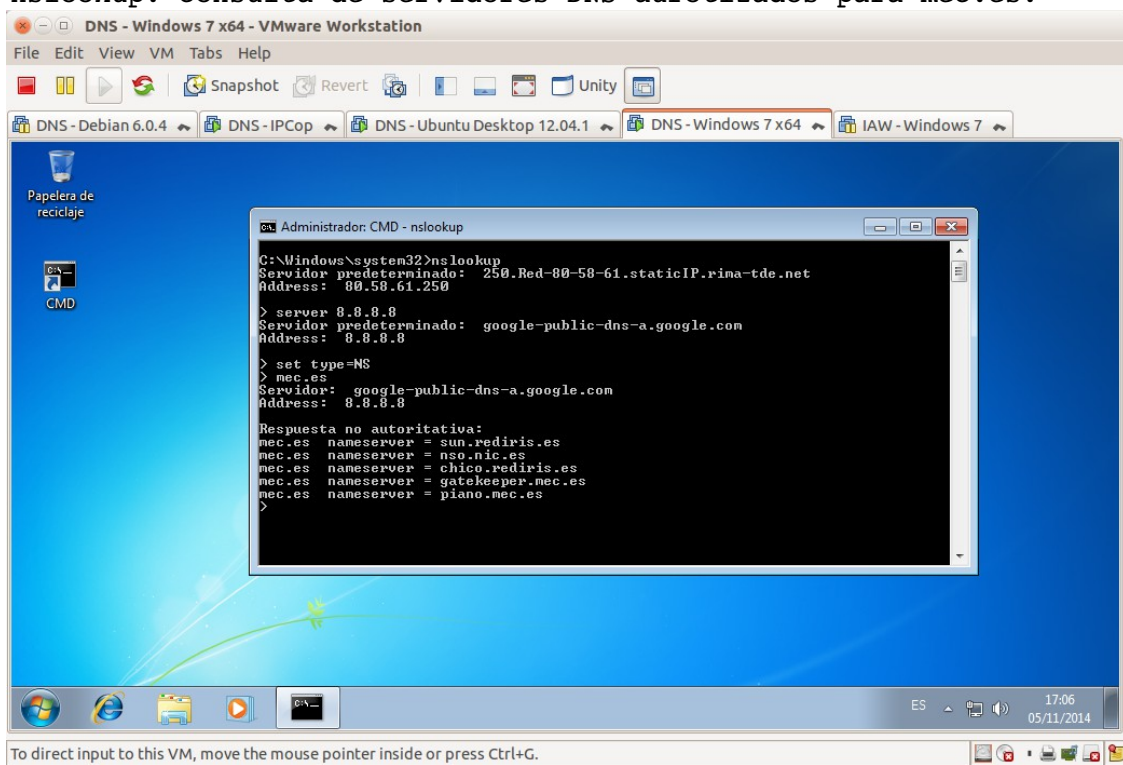 nslookup: Consulta de servidores DNS autorizados para mec.es.
DNS - Windows 7 x64 - VMware Workstation
File Edit View VM Tabs Help
Snapshot Revert Unity
DNS - Debian 6.0.4 DNS - IPCop DNS - Ubuntu Desktop 12.04.1 DNS - Windows 7 x64 IAW - Windows 7
Papelera de
reciclaje
CMD
Administrador: CMD - nslookup
C:\Windows\system32>nslookup
Servidor predeterminado: 250.Red-80-58-61.staticIP.rima-tde.net
Address: 80.58.61.250
> server 8.8.8.8
Servidor predeterminado: google-public-dns-a.google.com
Address: 8.8.8.8
> set type=NS
> mec.es
Servidor: google-public-dns-a.google.com
Address: 8.8.8.8
Respuesta no autoritativa:
mec.es nameserver = sun.rediris.es
mec.es nameserver = nso.nic.es
mec.es nameserver = chico.rediris.es
mec.es nameserver = gatekeeper.mec.es
mec.es nameserver = piano.mec.es
>
ES 17:06
05/11/2014
To direct input to this VM, move the mouse pointer inside or press Ctrl+G.